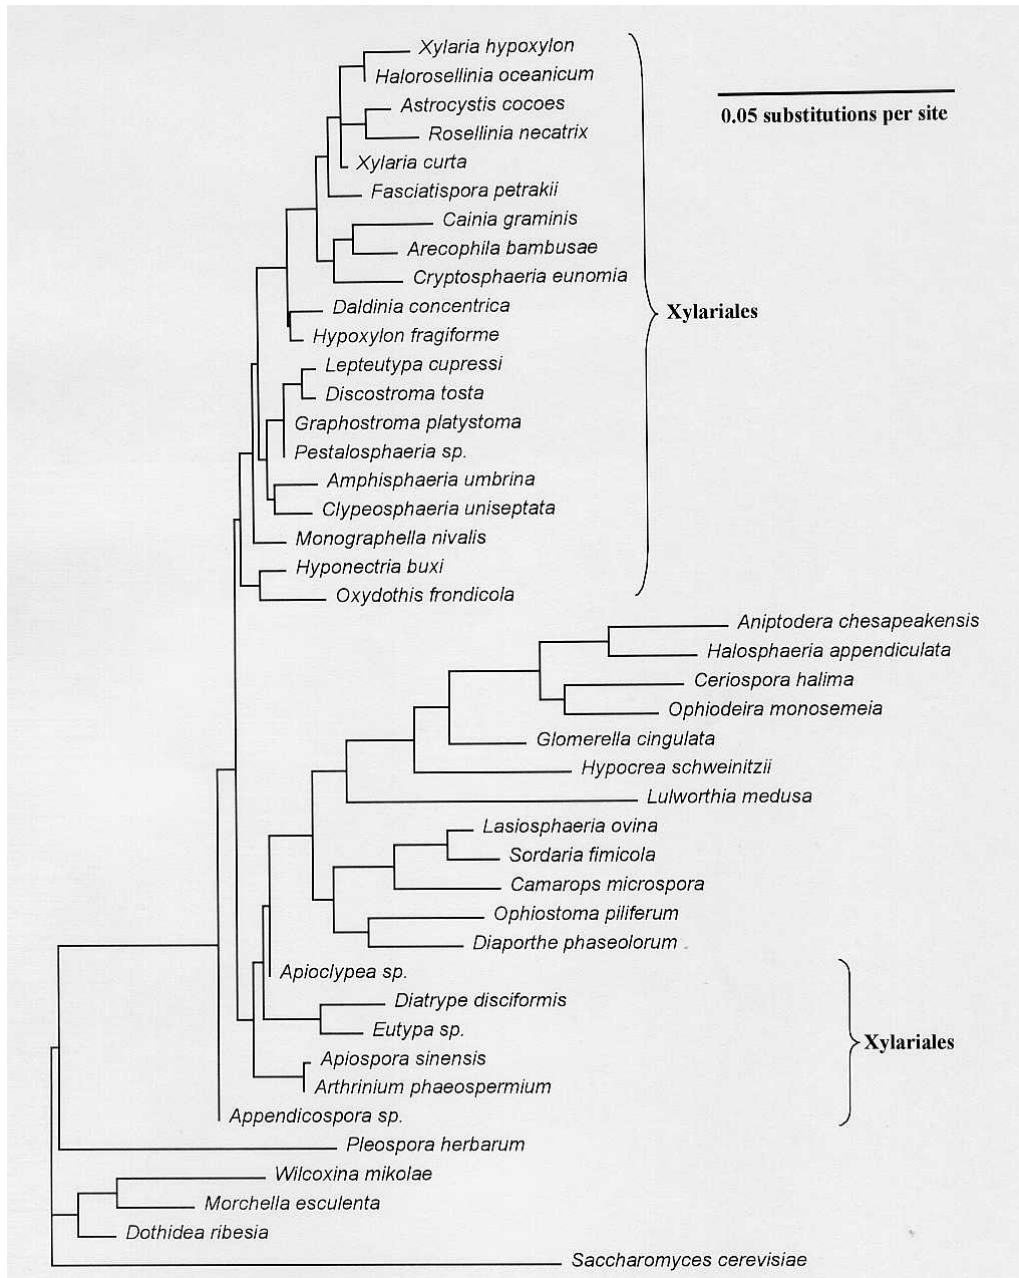 Xylaria hypoxylon
Halorosellinia oceanicum
Astrocystis cocoes
0.05 substitutions per site
Rosellinia necatrix
Xylaria curta
Fasciatispora petrakii
Cainia graminis
Arecophila bambusae
Cryptosphaeria eunomia
Daldinia concentrica
Xylariales
Hypoxylon fragiforme
Lepteutypa cupressi
Discostroma tosta
Graphostroma platystoma
Pestalosphaeria sp.
Amphisphaeria umbrina
Clypeosphaeria uniseptata
Monographella nivalis
Hyponectria buxi
Oxydothis frondicola
Aniptodera chesapeakensis
Halosphaeria appendiculata
Ceriospora halima
Ophiodeira monosemeia
Glomerella cingulata
Hypocrea schweinitzii
Lulworthia medusa
Lasiosphaeria ovina
Sordaria fimicola
Camarops microspora
Ophiostoma piliferum
Diaporthe phaseolorum
Apioclypea sp.
Diatrype disciformis
Eutypa sp.
Xylariales
Apiospora sinensis
Arthrinium phaeospermium
Appendicospora sp.
Pleospora herbarum
Wilcoxina mikolae
Morchella esculenta
Dothidea ribesia
Saccharomyces cerevisiae